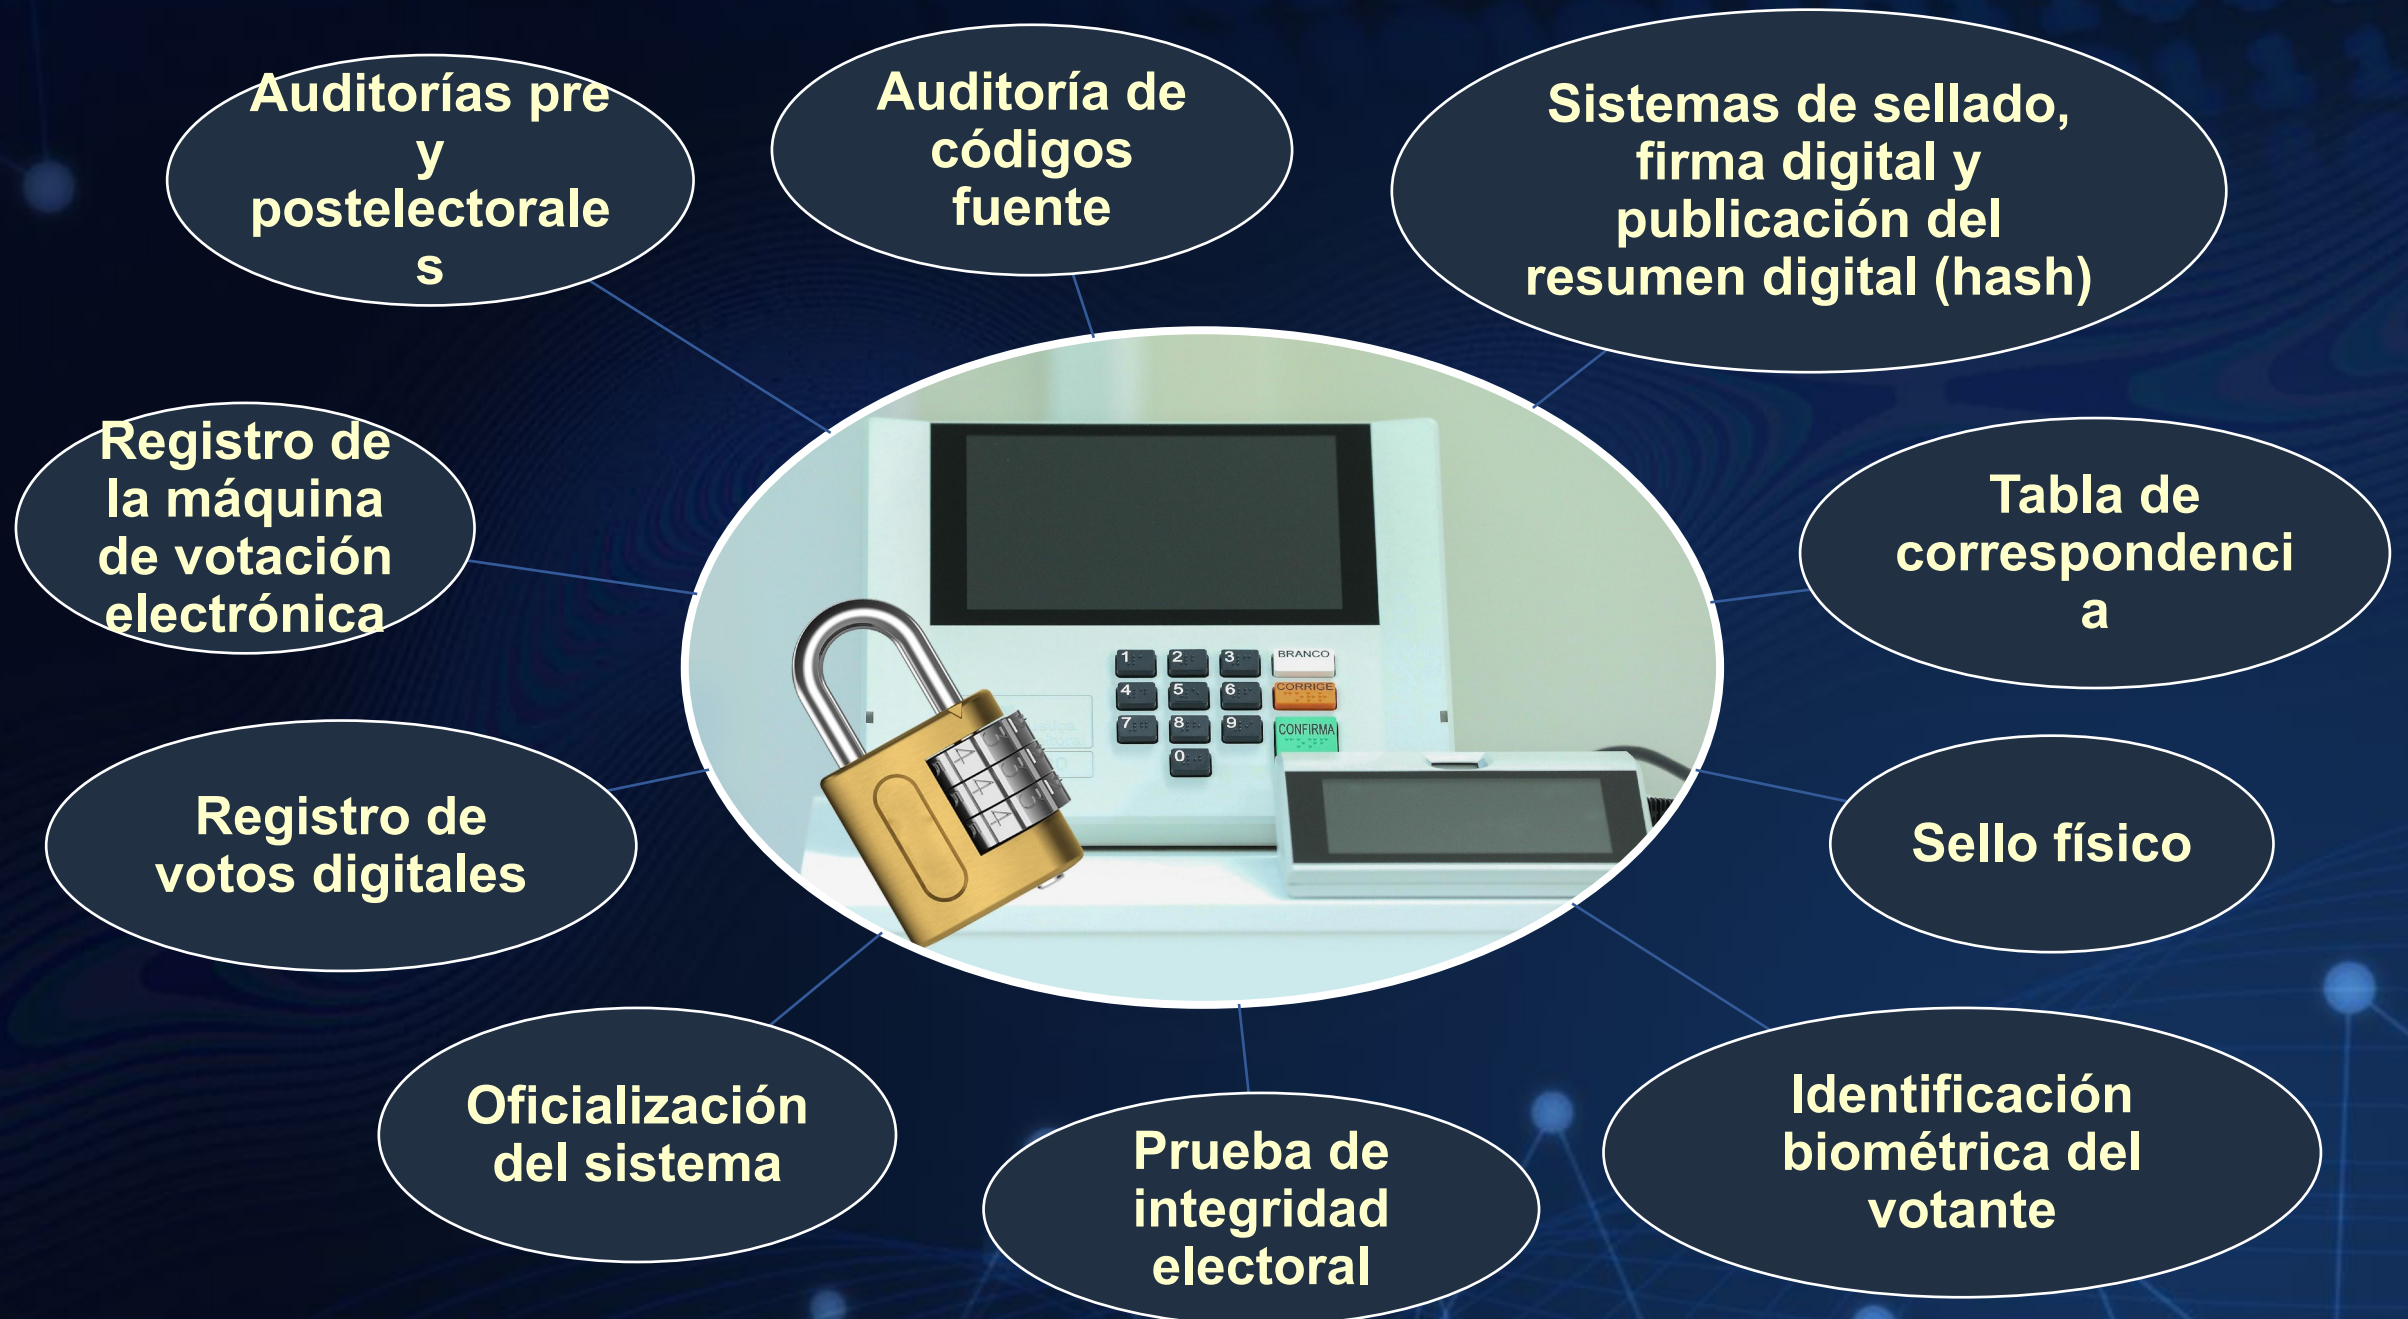 Auditorías pre
y
postelectorale
s
Auditoría de
códigos
fuente
Sistemas de sellado,
firma digital y
publicación del
resumen digital (hash)
Registro de
la máquina
de votación
electrónica
Tabla de
correspondenci
a
1 2 3 BRANCO
4 5 6 CORRIGE
7 8 9 CONFIRMA
0
Registro de
votos digitales
Sello físico
Oficialización
del sistema
Prueba de
integridad
electoral
Identificación
biométrica del
votante